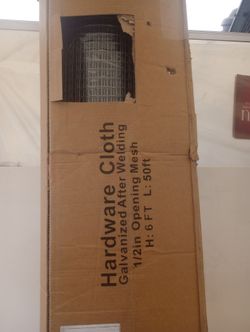 Hardware Cloth
Galvanized After Welding
1/2in Opening Mesh
H: 6 FT L: 50ft